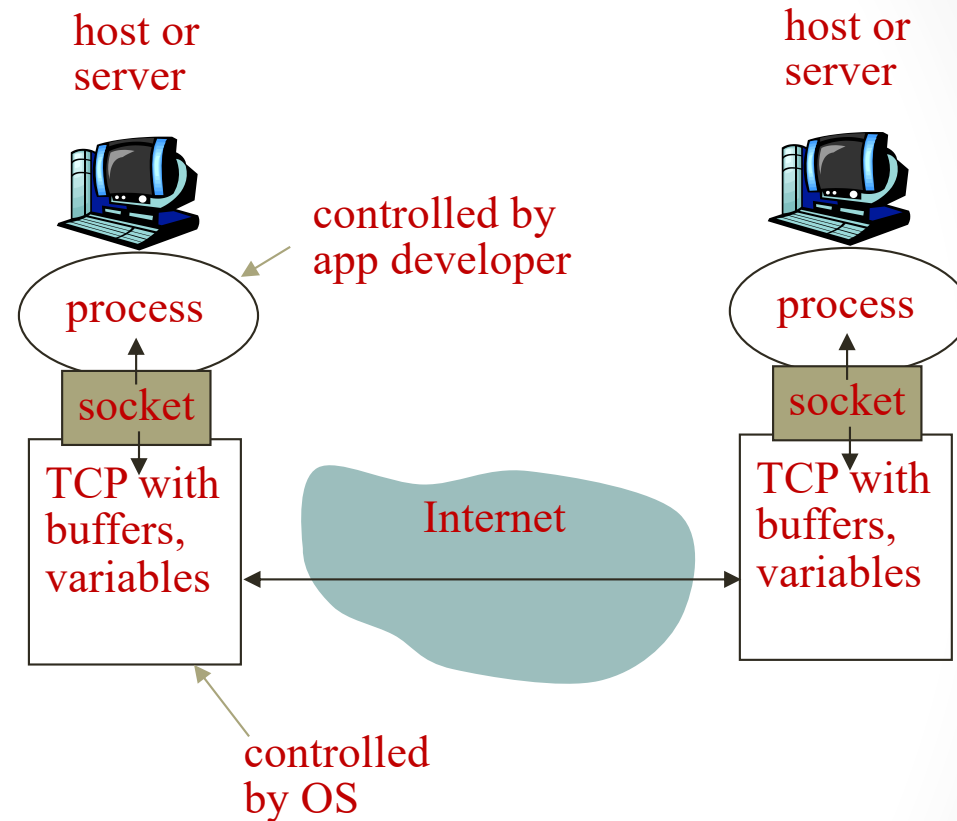 host or
server
host or
server
controlled by
app developer
process
process
socket
socket
TCP with
buffers,
variables
Internet
TCP with
buffers,
variables
controlled
by OS